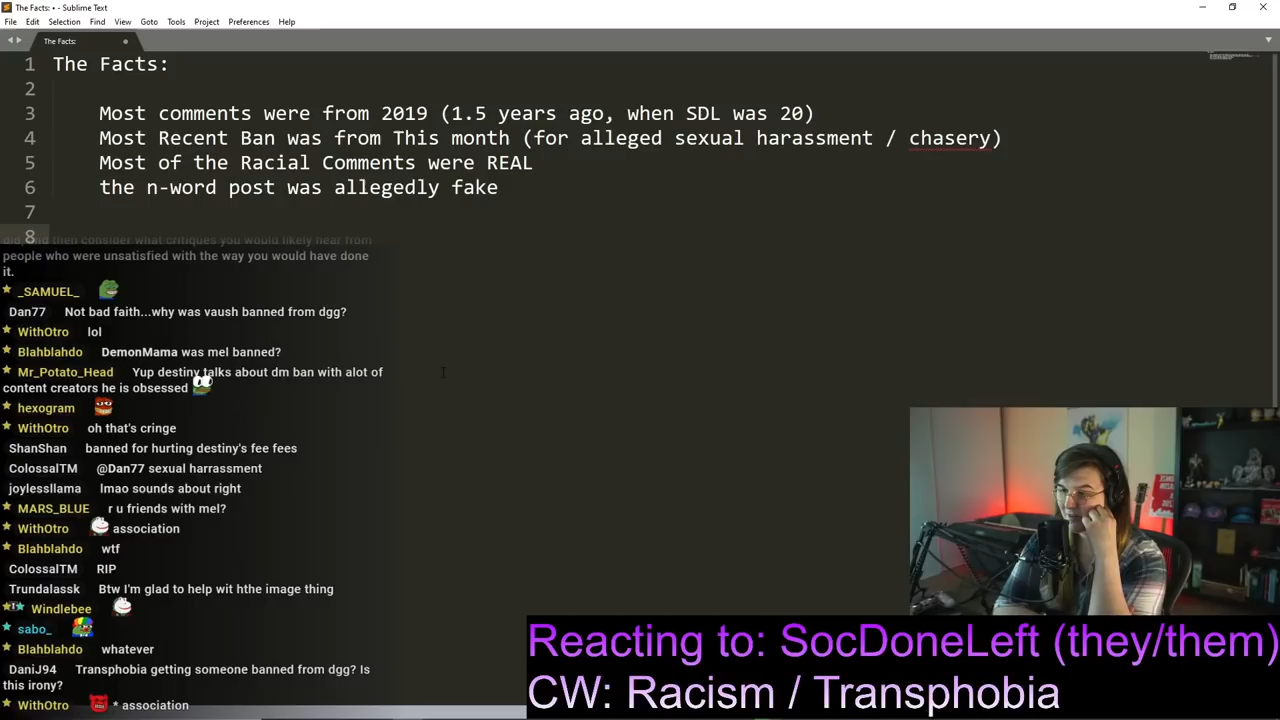 The Facts: • - Sublime Text
File Edit Selection Find View Goto Tools Project Preferences Help
The Facts:
1 The Facts:
2
3 Most comments were from 2019 (1.5 years ago, when SDL was 20)
4 Most Recent Ban was from This month (for alleged sexual harassment / chasery)
5 Most of the Racial Comments were REAL
6 the n-word post was allegedly fake
7
8
then consider what critiques you would likely hear from
people who were unsatisfied with the way you would have done
it.
_SAMUEL_
Dan77 Not bad faith...why was vaush banned from dgg?
WithOtro lol
Blahblahdo DemonMama was mel banned?
Mr_Potato_Head Yup destiny talks about dm ban with alot of
content creators he is obsessed
hexogram
WithOtro oh that's cringe
ShanShan banned for hurting destiny's fee fees
ColossalTM @Dan77 sexual harrassment
joylessllama lmao sounds about right
MARS_BLUE r u friends with mel?
WithOtro association
Blahblahdo wtf
ColossalTM RIP
Trundalassk Btw I'm glad to help wit hthe image thing
Windlebee
sabo_
Blahblahdo whatever
DaniJ94 Transphobia getting someone banned from dgg? Is
this irony?
WithOtro * association
Reacting to: SocDoneLeft (they/them)
CW: Racism / Transphobia